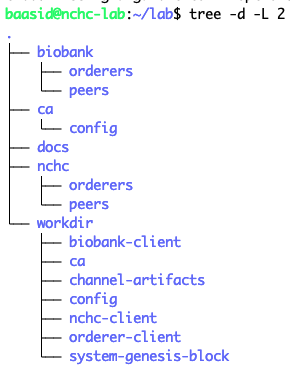 baasid@nchc-lab:~/lab$ tree -d -L 2
.
├── biobank
│   ├── orderers
│   └── peers
├── ca
│   └── config
├── docs
├── nchc
│   ├── orderers
│   └── peers
└── workdir
    ├── biobank-client
    ├── ca
    ├── channel-artifacts
    ├── config
    ├── nchc-client
    ├── orderer-client
    └── system-genesis-block